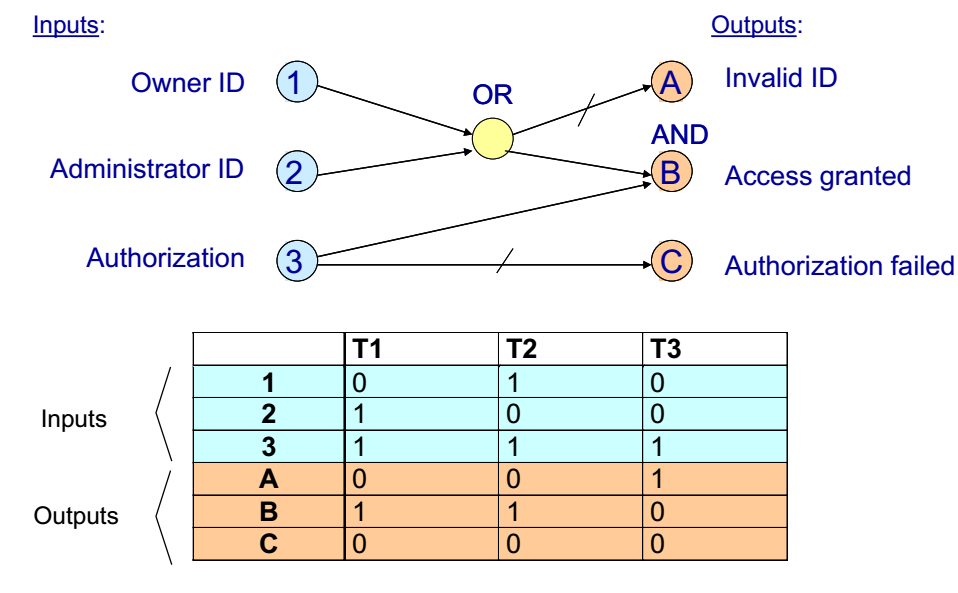 Inputs: Outputs:
Owner ID 1 A Invalid ID
OR
AND
Administrator ID 2 B Access granted
Authorization 3 C Authorization failed
T1 T2 T3
1 0 1 0
Inputs 2 1 0 0
3 1 1 1
A 0 0 1
Outputs B 1 1 0
C 0 0 0